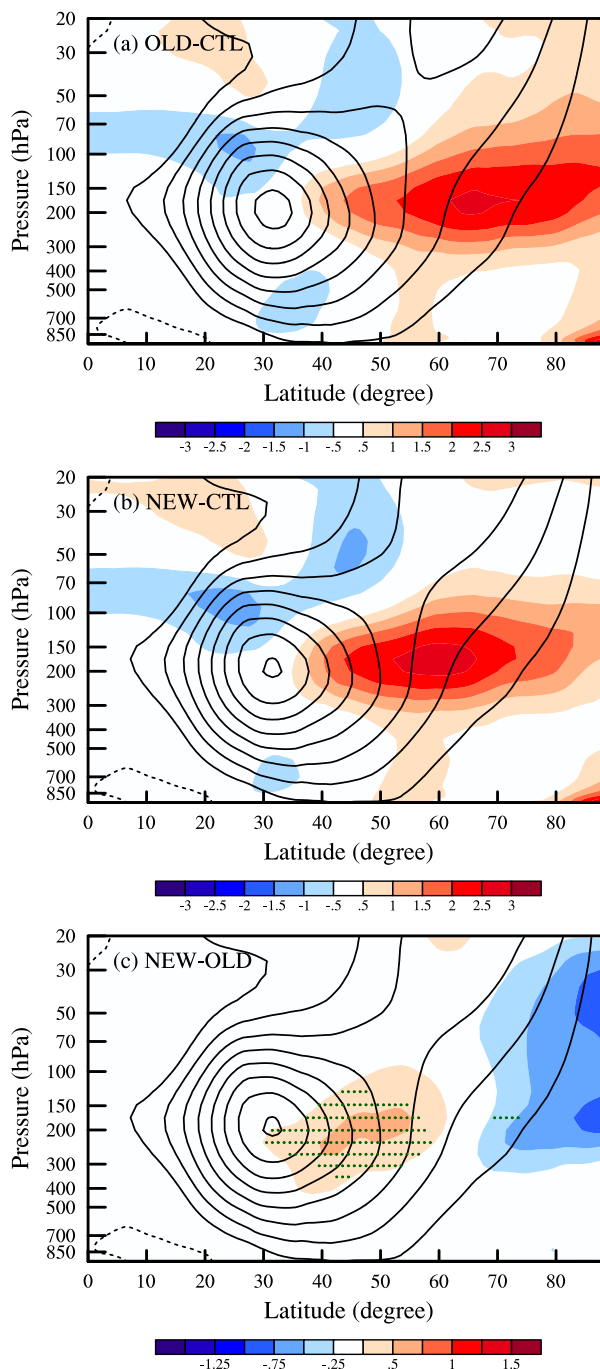 (a) OLD-CTL
Pressure (hPa)
20
30
50
70
100
150
200
300
400
500
700
850
0 10 20 30 40 50 60 70 80
Latitude (degree)
-3 -2.5 -2 -1.5 -1 -.5 .5 1 1.5 2 2.5 3
(b) NEW-CTL
Pressure (hPa)
20
30
50
70
100
150
200
300
400
500
700
850
0 10 20 30 40 50 60 70 80
Latitude (degree)
-3 -2.5 -2 -1.5 -1 -.5 .5 1 1.5 2 2.5 3
(c) NEW-OLD
Pressure (hPa)
20
30
50
70
100
150
200
300
400
500
700
850
0 10 20 30 40 50 60 70 80
Latitude (degree)
-1.25 -.75 -.25 .5 1 1.5